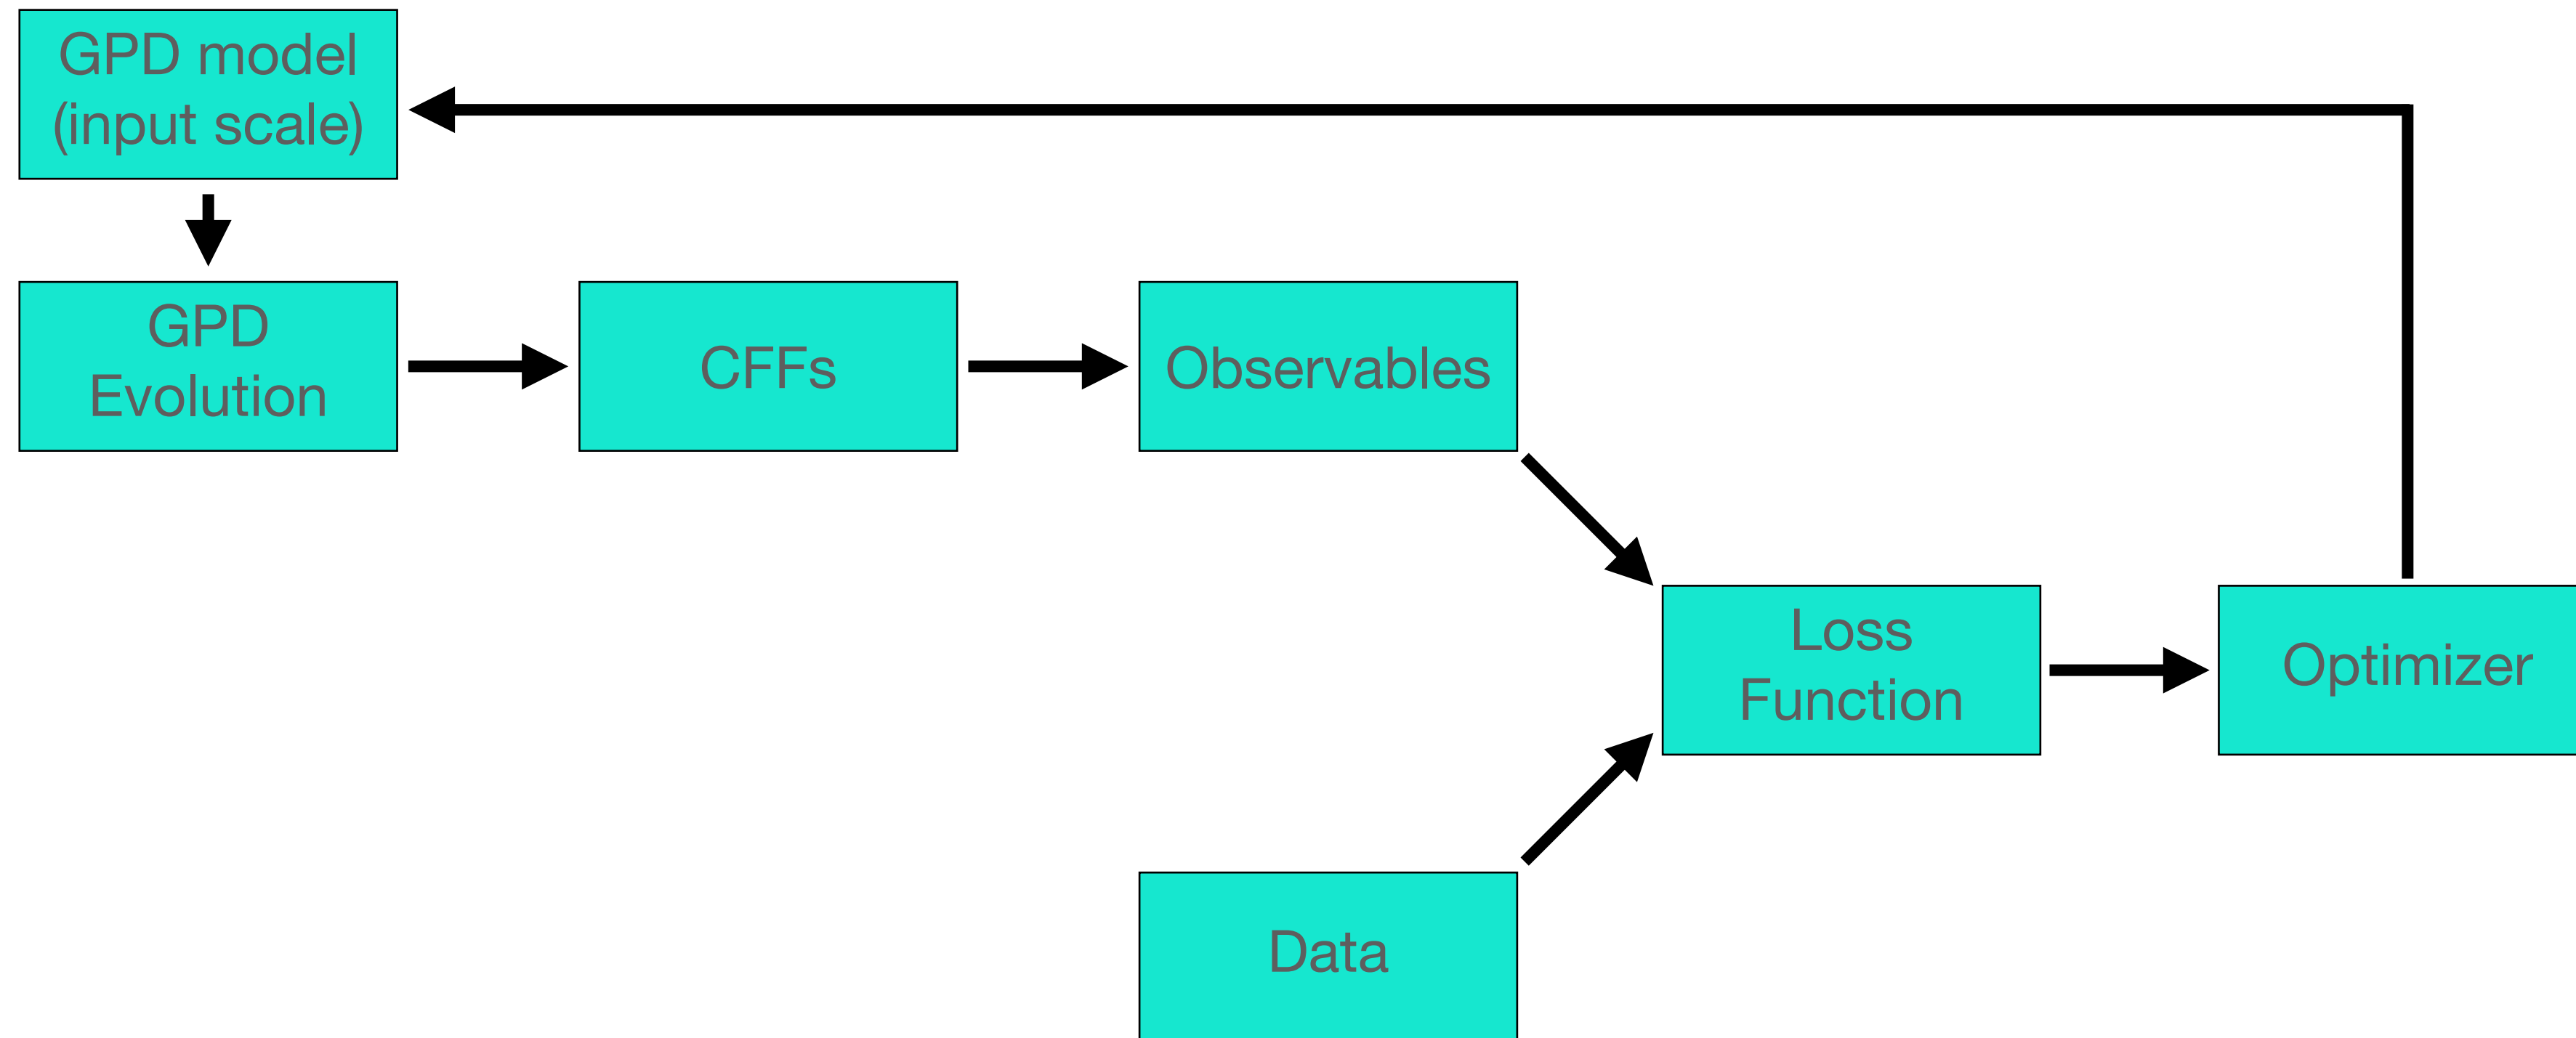 GPD model
(input scale)
GPD
Evolution
CFFs
Observables
Loss
Function
Optimizer
Data